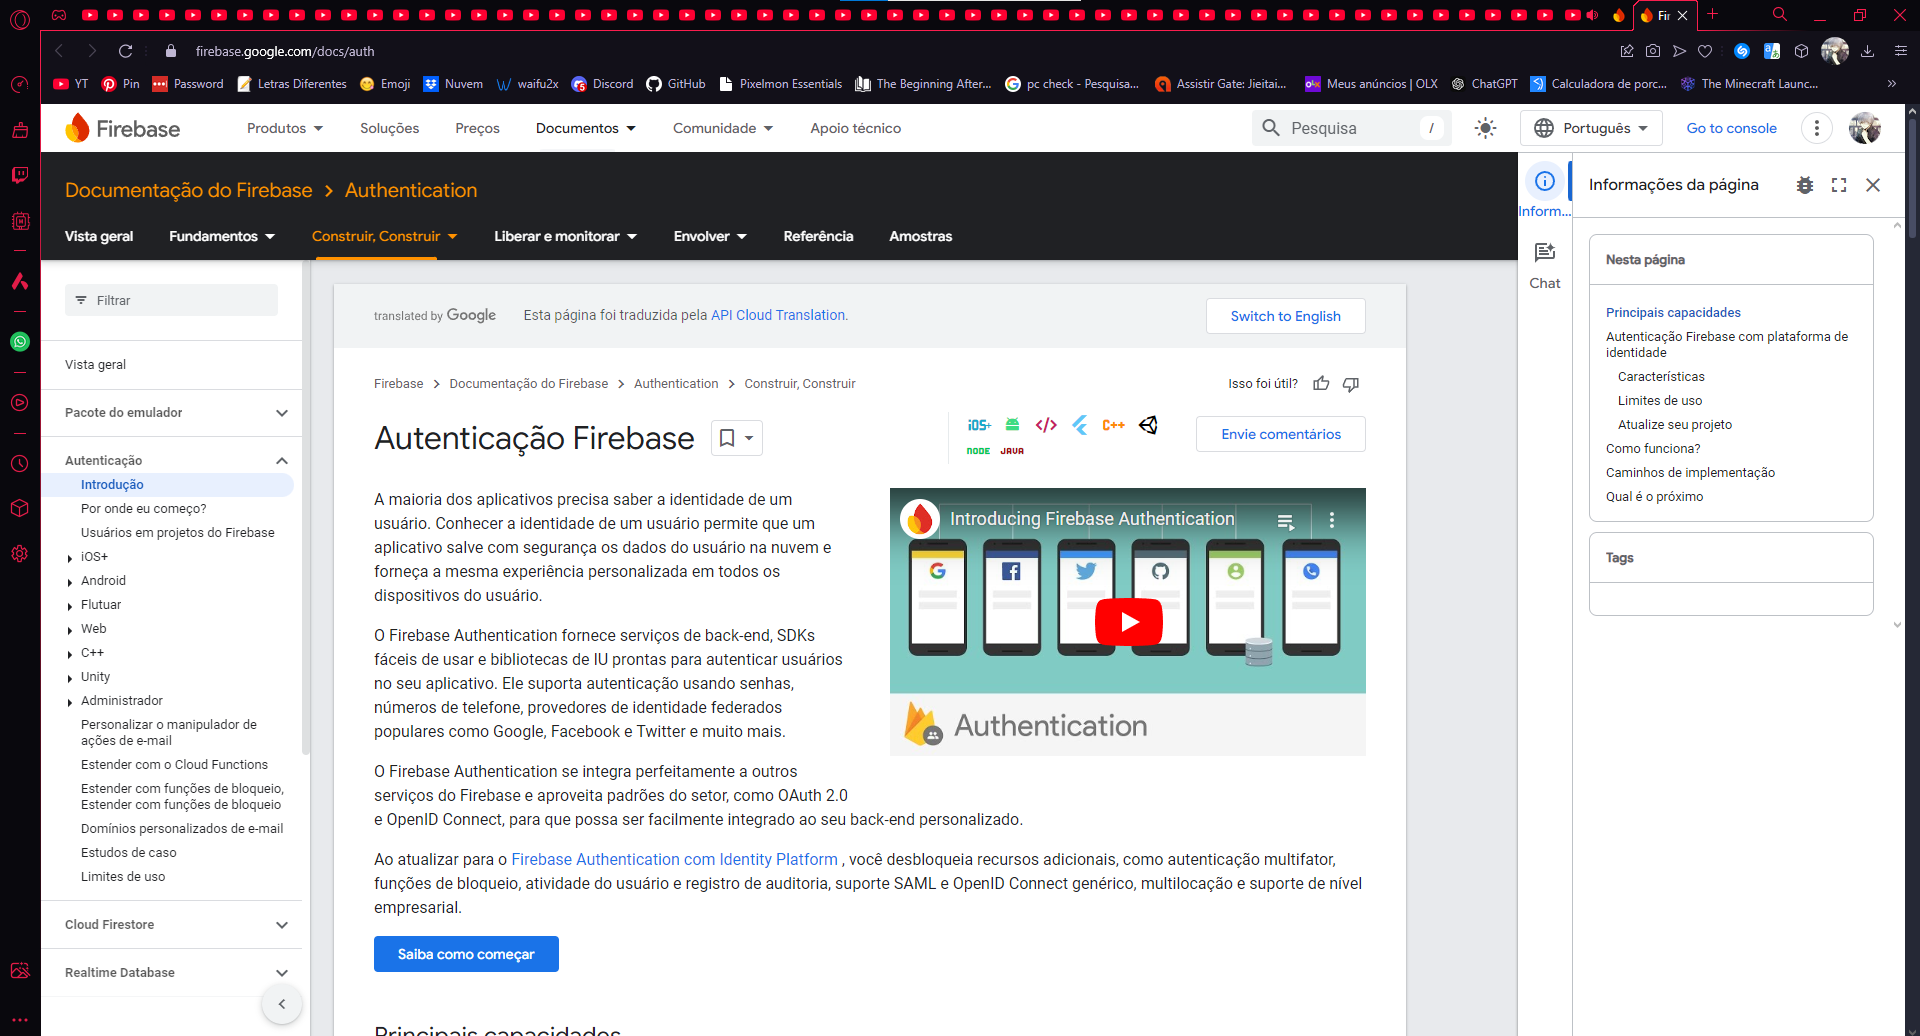 Fir
firebase.google.com/docs/auth
YT
Pin
Password
Letras Diferentes
Emoji
Nuvem
waifu2x
Discord
GitHub
Pixelmon Essentials
The Beginning After...
pc check - Pesquisa...
Assistir Gate: Jieitai...
Meus anúncios | OLX
ChatGPT
Calculadora de porc...
The Minecraft Launc...
Firebase
Produtos
Soluções
Preços
Documentos
Comunidade
Apoio técnico
Pesquisa
/
Português
Go to console
Documentação do Firebase
Authentication
Vista geral
Fundamentos
Construir, Construir
Liberar e monitorar
Envolver
Referência
Amostras
Filtrar
Vista geral
Pacote do emulador
Autenticação
Introdução
Por onde eu começo?
Usuários em projetos do Firebase
iOS+
Android
Flutuar
Web
C++
Unity
Administrador
Personalizar o manipulador de
ações de e-mail
Estender com o Cloud Functions
Estender com funções de bloqueio,
Estender com funções de bloqueio
Domínios personalizados de e-mail
Estudos de caso
Limites de uso
Cloud Firestore
Realtime Database
translated by Google
Esta página foi traduzida pela API Cloud Translation.
Switch to English
Firebase
Documentação do Firebase
Authentication
Construir, Construir
Isso foi útil?
Autenticação Firebase
iOS+
C++
NODE
JAVA
Envie comentários
A maioria dos aplicativos precisa saber a identidade de um
usuário. Conhecer a identidade de um usuário permite que um
aplicativo salve com segurança os dados do usuário na nuvem e
forneça a mesma experiência personalizada em todos os
dispositivos do usuário.
O Firebase Authentication fornece serviços de back-end, SDKs
fáceis de usar e bibliotecas de IU prontas para autenticar usuários
no seu aplicativo. Ele suporta autenticação usando senhas,
números de telefone, provedores de identidade federados
populares como Google, Facebook e Twitter e muito mais.
Introducing Firebase Authentication
Authentication
O Firebase Authentication se integra perfeitamente a outros
serviços do Firebase e aproveita padrões do setor, como OAuth 2.0
e OpenID Connect, para que possa ser facilmente integrado ao seu back-end personalizado.
Ao atualizar para o Firebase Authentication com Identity Platform , você desbloqueia recursos adicionais, como autenticação multifator,
funções de bloqueio, atividade do usuário e registro de auditoria, suporte SAML e OpenID Connect genérico, multilocação e suporte de nível
empresarial.
Saiba como começar
Principais capacidades
Inform...
Chat
Informações da página
Nesta página
Principais capacidades
Autenticação Firebase com plataforma de
identidade
Características
Limites de uso
Atualize seu projeto
Como funciona?
Caminhos de implementação
Qual é o próximo
Tags